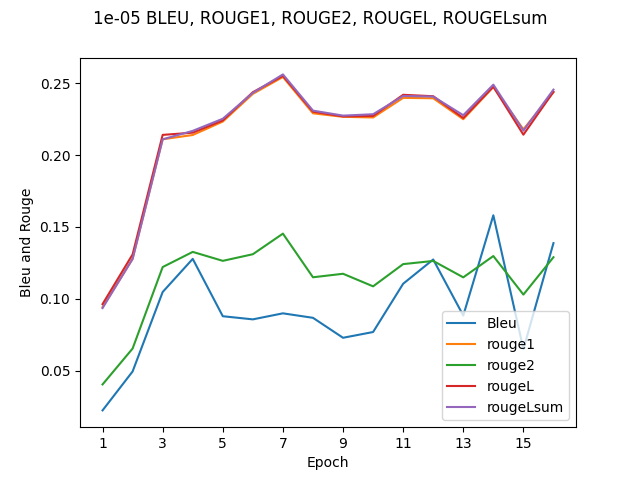 1e-05 BLEU, ROUGE1, ROUGE2, ROUGEL, ROUGELsum
Bleu and Rouge
0.25
0.20
0.15
0.10
0.05
Bleu
rouge1
rouge2
rougeL
rougeLsum
1 3 5 7 9 11 13 15
Epoch